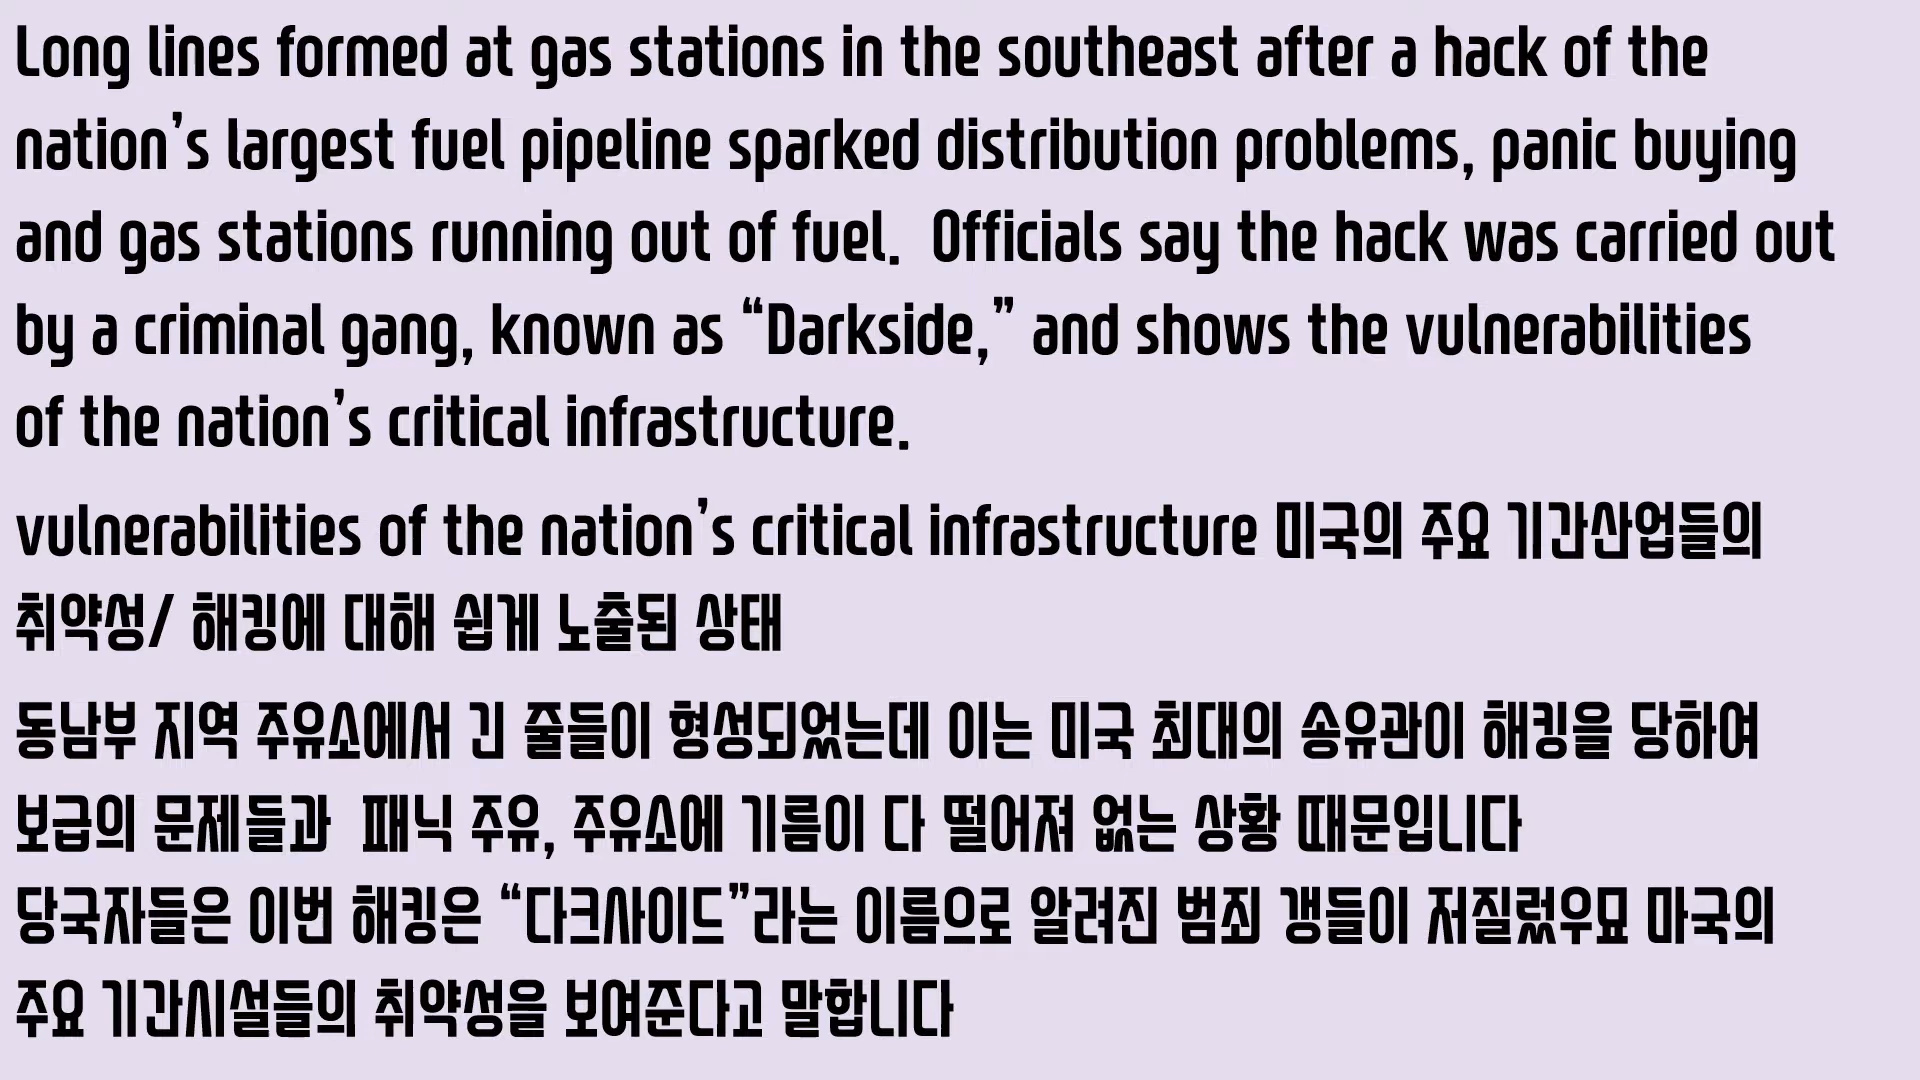 Long lines formed at gas stations in the southeast after a hack of the
nation’s largest fuel pipeline sparked distribution problems, panic buying
and gas stations running out of fuel.  Officials say the hack was carried out
by a criminal gang, known as “Darkside,” and shows the vulnerabilities
of the nation’s critical infrastructure.
vulnerabilities of the nation’s critical infrastructure 미국의 주요 기간산업들의
취약성/ 해킹에 대해 쉽게 노출된 상태
동남부 지역 주유소에서 긴 줄들이 형성되었는데 이는 미국 최대의 송유관이 해킹을 당하여
보급의 문제들과  패닉 주유, 주유소에 기름이 다 떨어져 없는 상황 때문입니다
당국자들은 이번 해킹은 “다크사이드”라는 이름으로 알려진 범죄 갱들이 저질렀우묘 마국의
주요 기간시설들의 취약성을 보여준다고 말합니다